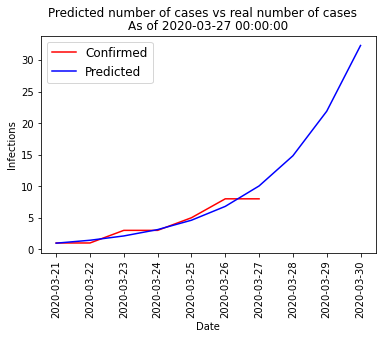 Predicted number of cases vs real number of cases
As of 2020-03-27 00:00:00
Confirmed
Predicted
Infections
30
25
20
15
10
5
0
2020-03-21
2020-03-22
2020-03-23
2020-03-24
2020-03-25
2020-03-26
2020-03-27
2020-03-28
2020-03-29
2020-03-30
Date